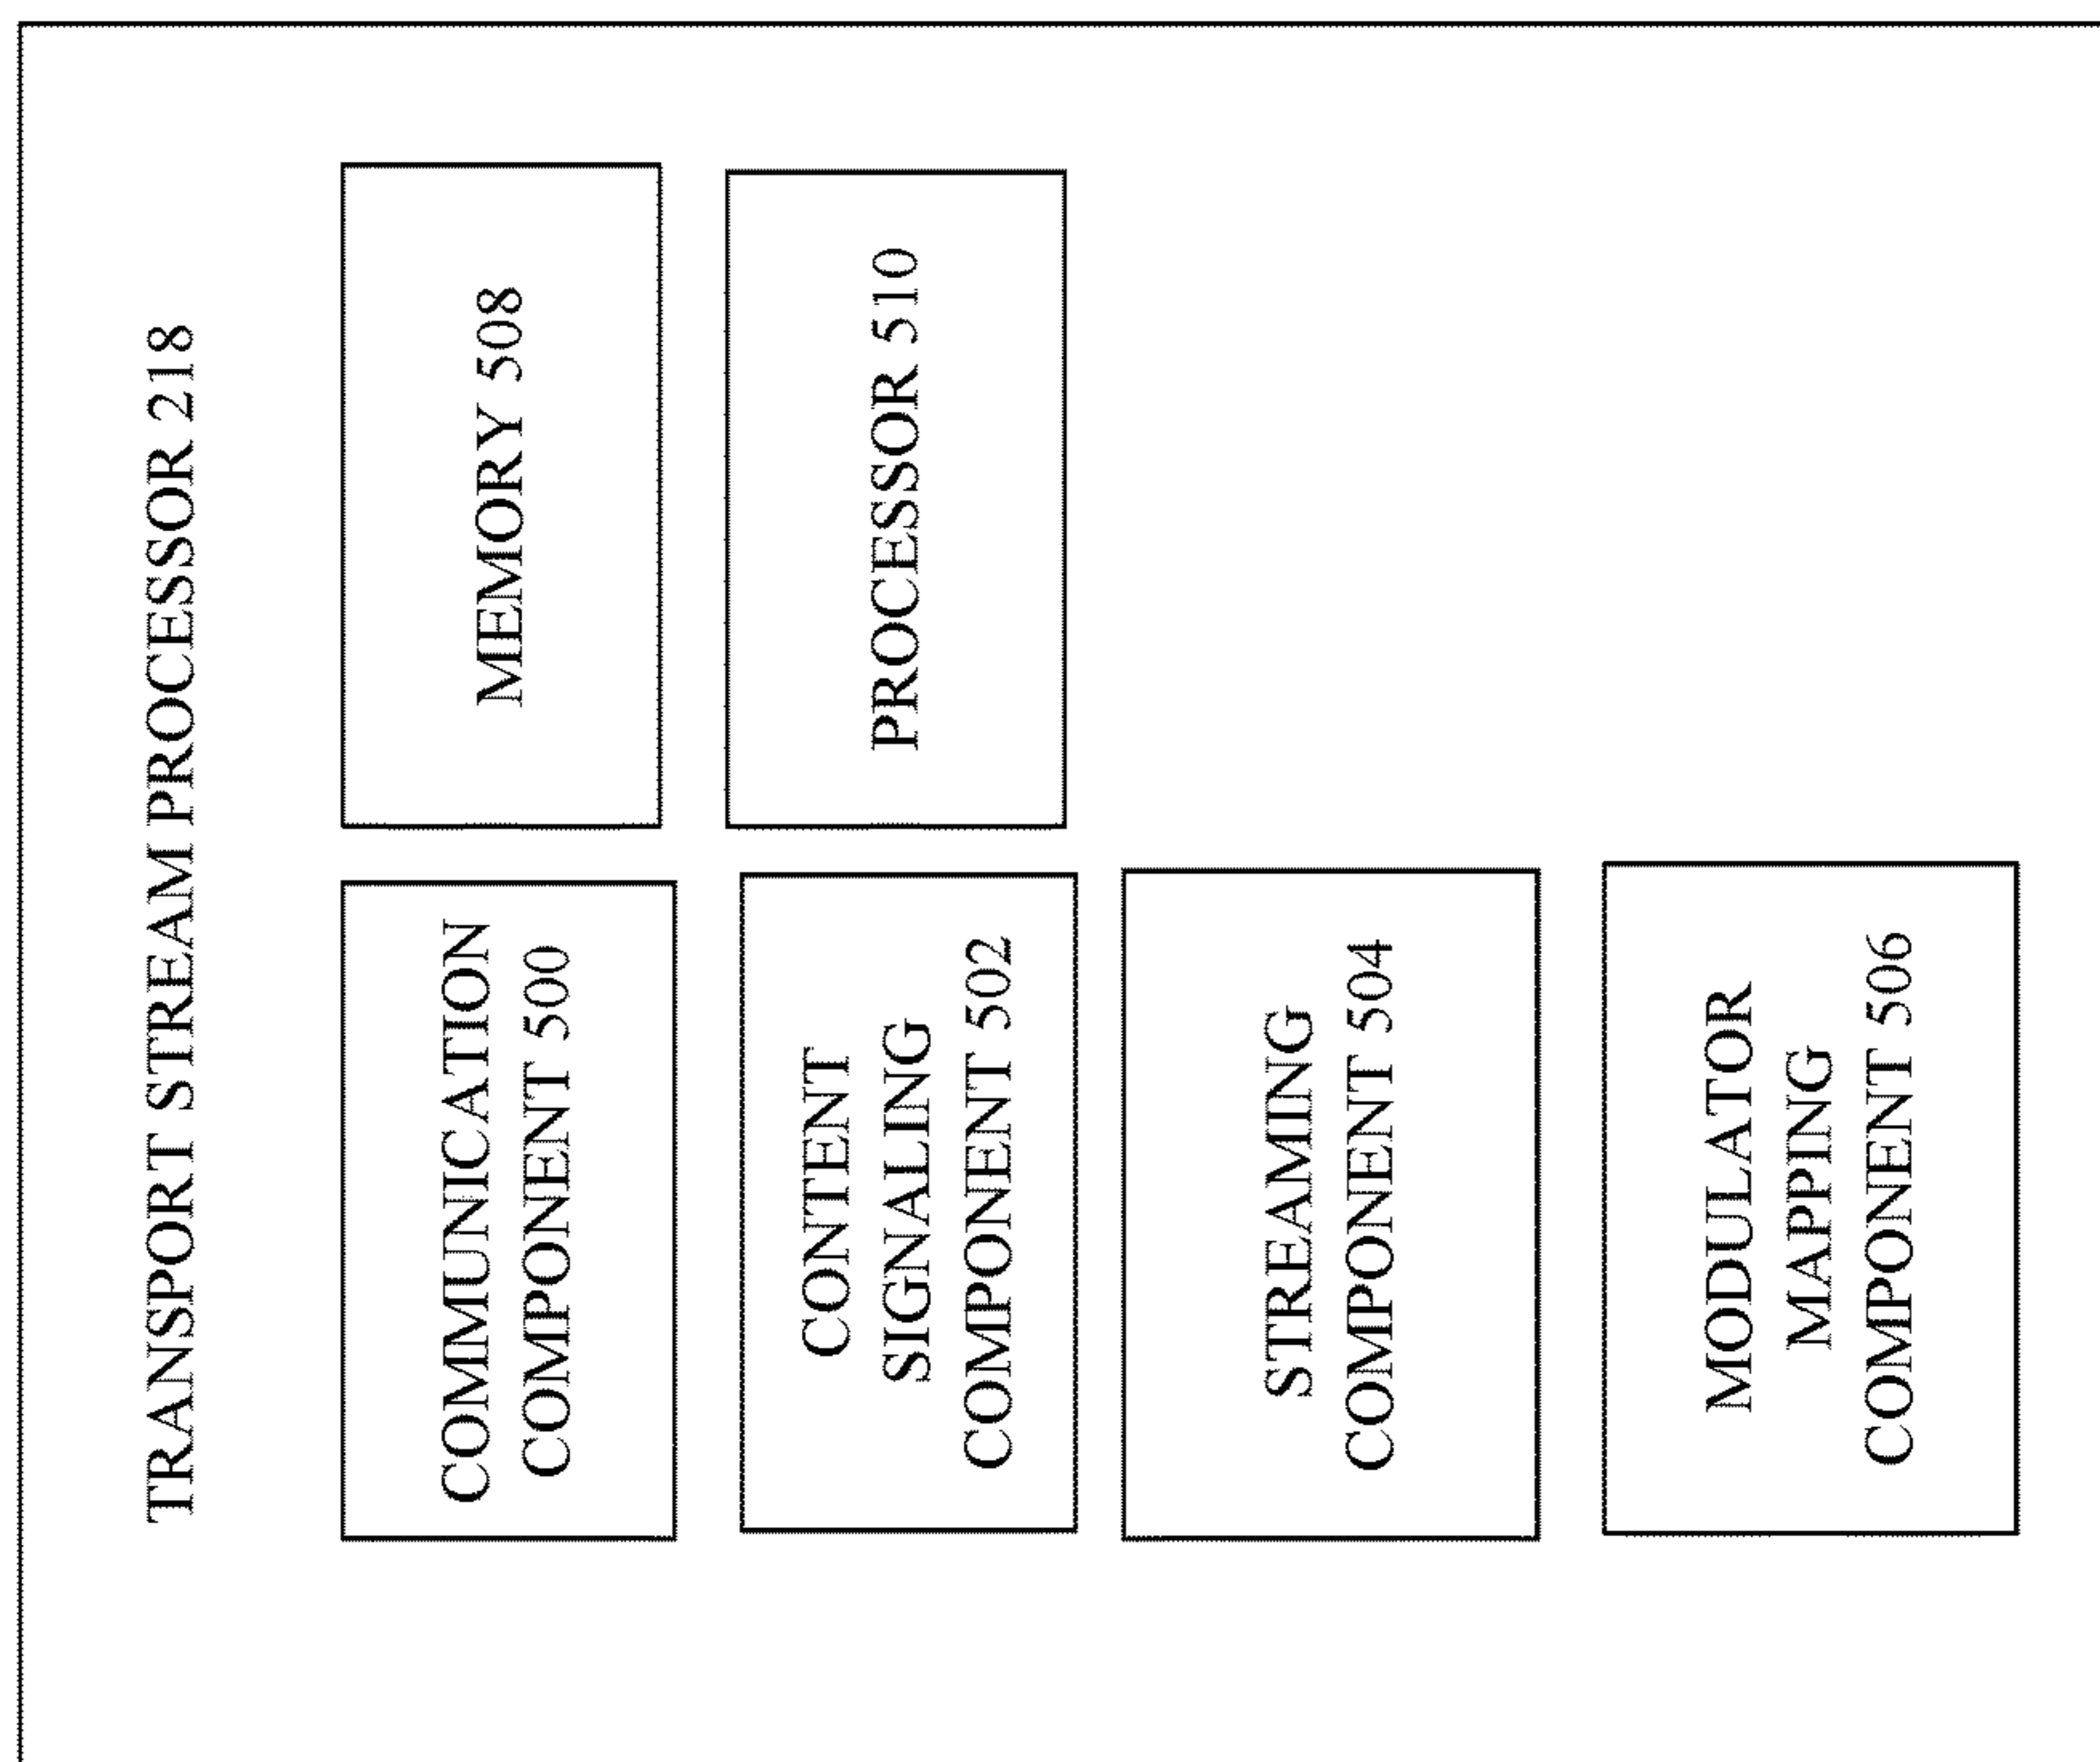 TRANSPORT STREAM PROCESSOR 218
COMMUNICATION
COMPONENT 500
MEMORY 508
CONTENT
SIGNALING
COMPONENT 502
PROCESSOR 510
STREAMING
COMPONENT 504
MODULATOR
MAPPING
COMPONENT 506